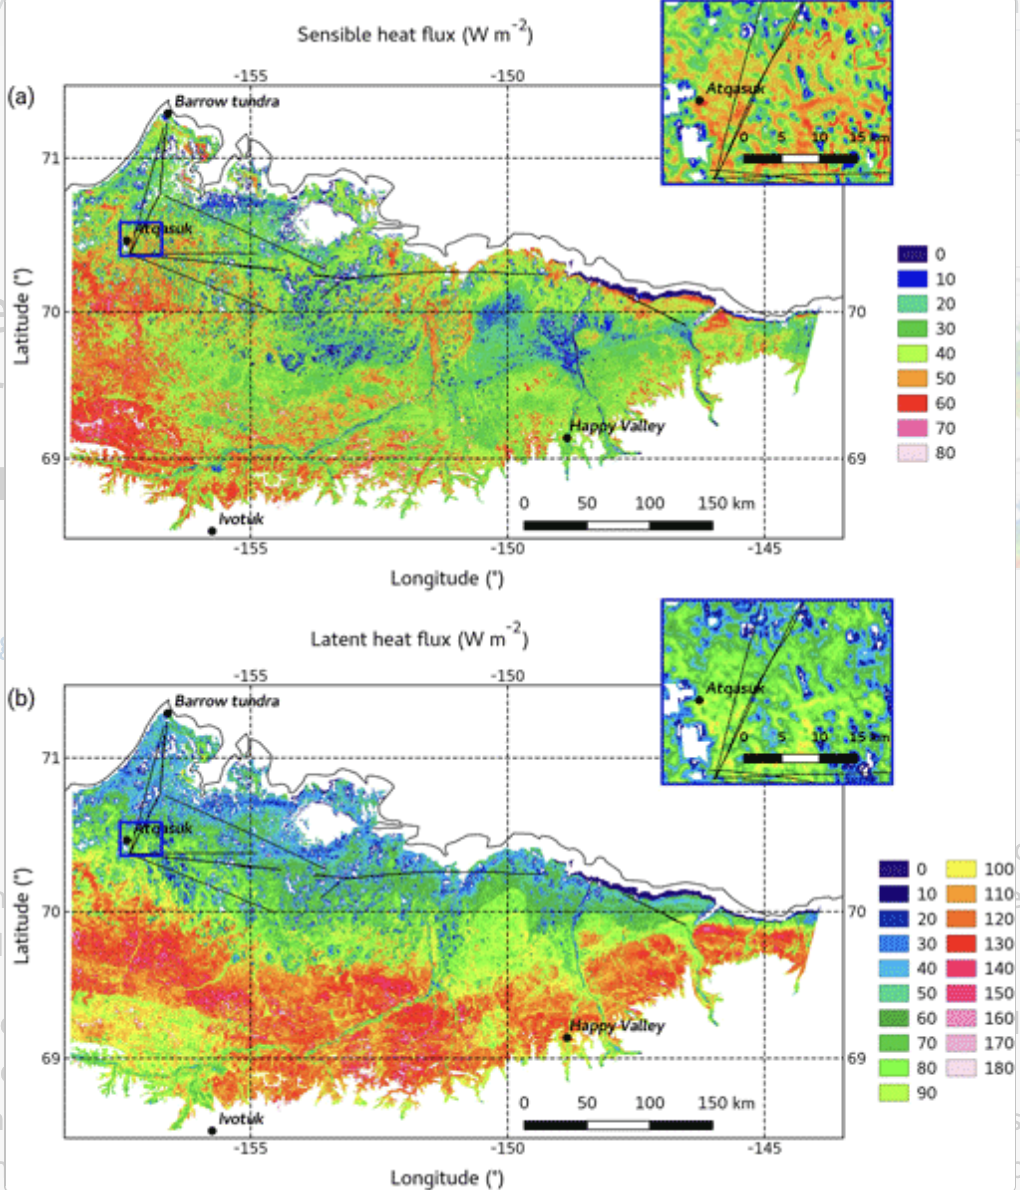 Sensible heat flux (W m⁻²)
(a)
-155 -150
Barrow tundra
Atqasuk
71
70 70
69 69
Happy Valley
Ivotuk
0 50 100 150 km
-155 -150 -145
Latitude (°)
Longitude (°)
Atqasuk
0 5 10 15 km
0
10
20
30
40
50
60
70
80
Latent heat flux (W m⁻²)
(b)
-155 -150
Barrow tundra
Atqasuk
71
70 70
69 69
Happy Valley
Ivotuk
0 50 100 150 km
-155 -150 -145
Latitude (°)
Longitude (°)
Atqasuk
0 5 10 15 km
0 100
10 110
20 120
30 130
40 140
50 150
60 160
70 170
80 180
90